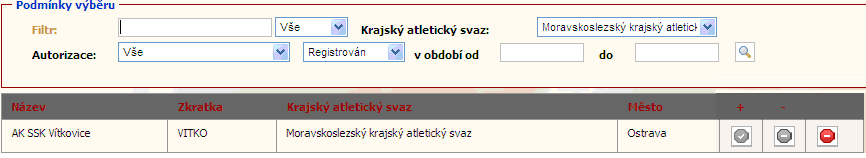 Podmínky výběru
Filtr: Vše Krajský atletický svaz: Moravskoslezský krajský atletick
Autorizace: Vše Registrován v období od do
Název Zkratka Krajský atletický svaz Město + -
AK SSK Vítkovice VITKO Moravskoslezský krajský atletický svaz Ostrava